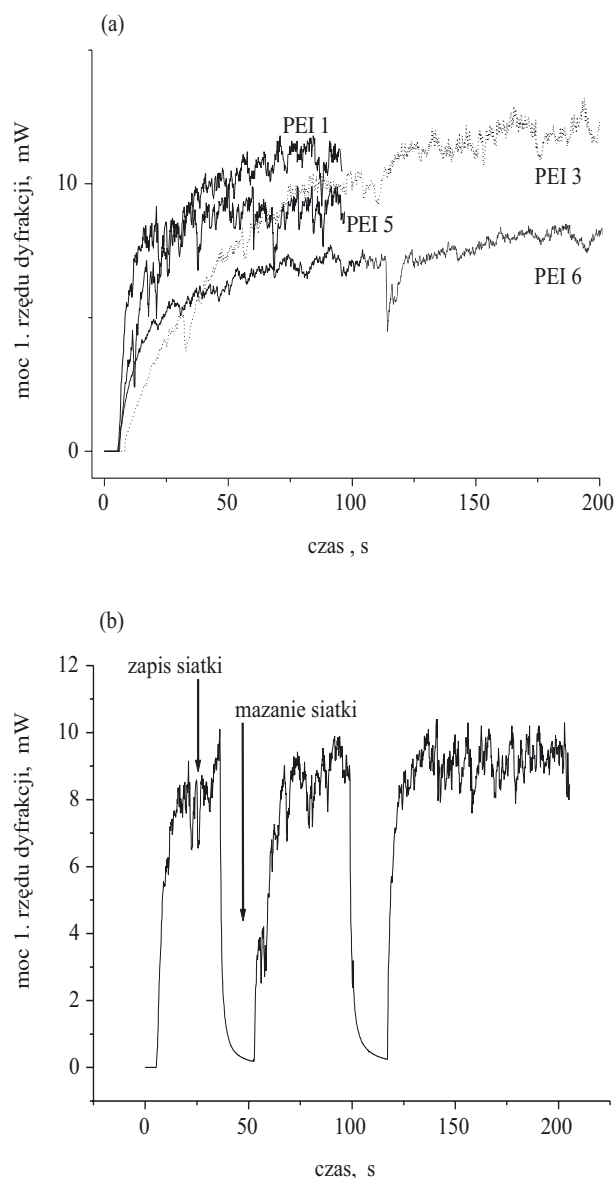 (a)
PEI 1
10
PEI 3
PEI 5
PEI 6
0
moc 1. rzędu dyfrakcji, mW
0 50 100 150 200
czas , s
(b)
12
zapis siatki
mazanie siatki
10
8
6
4
2
0
moc 1. rzędu dyfrakcji, mW
0 50 100 150 200
czas, s